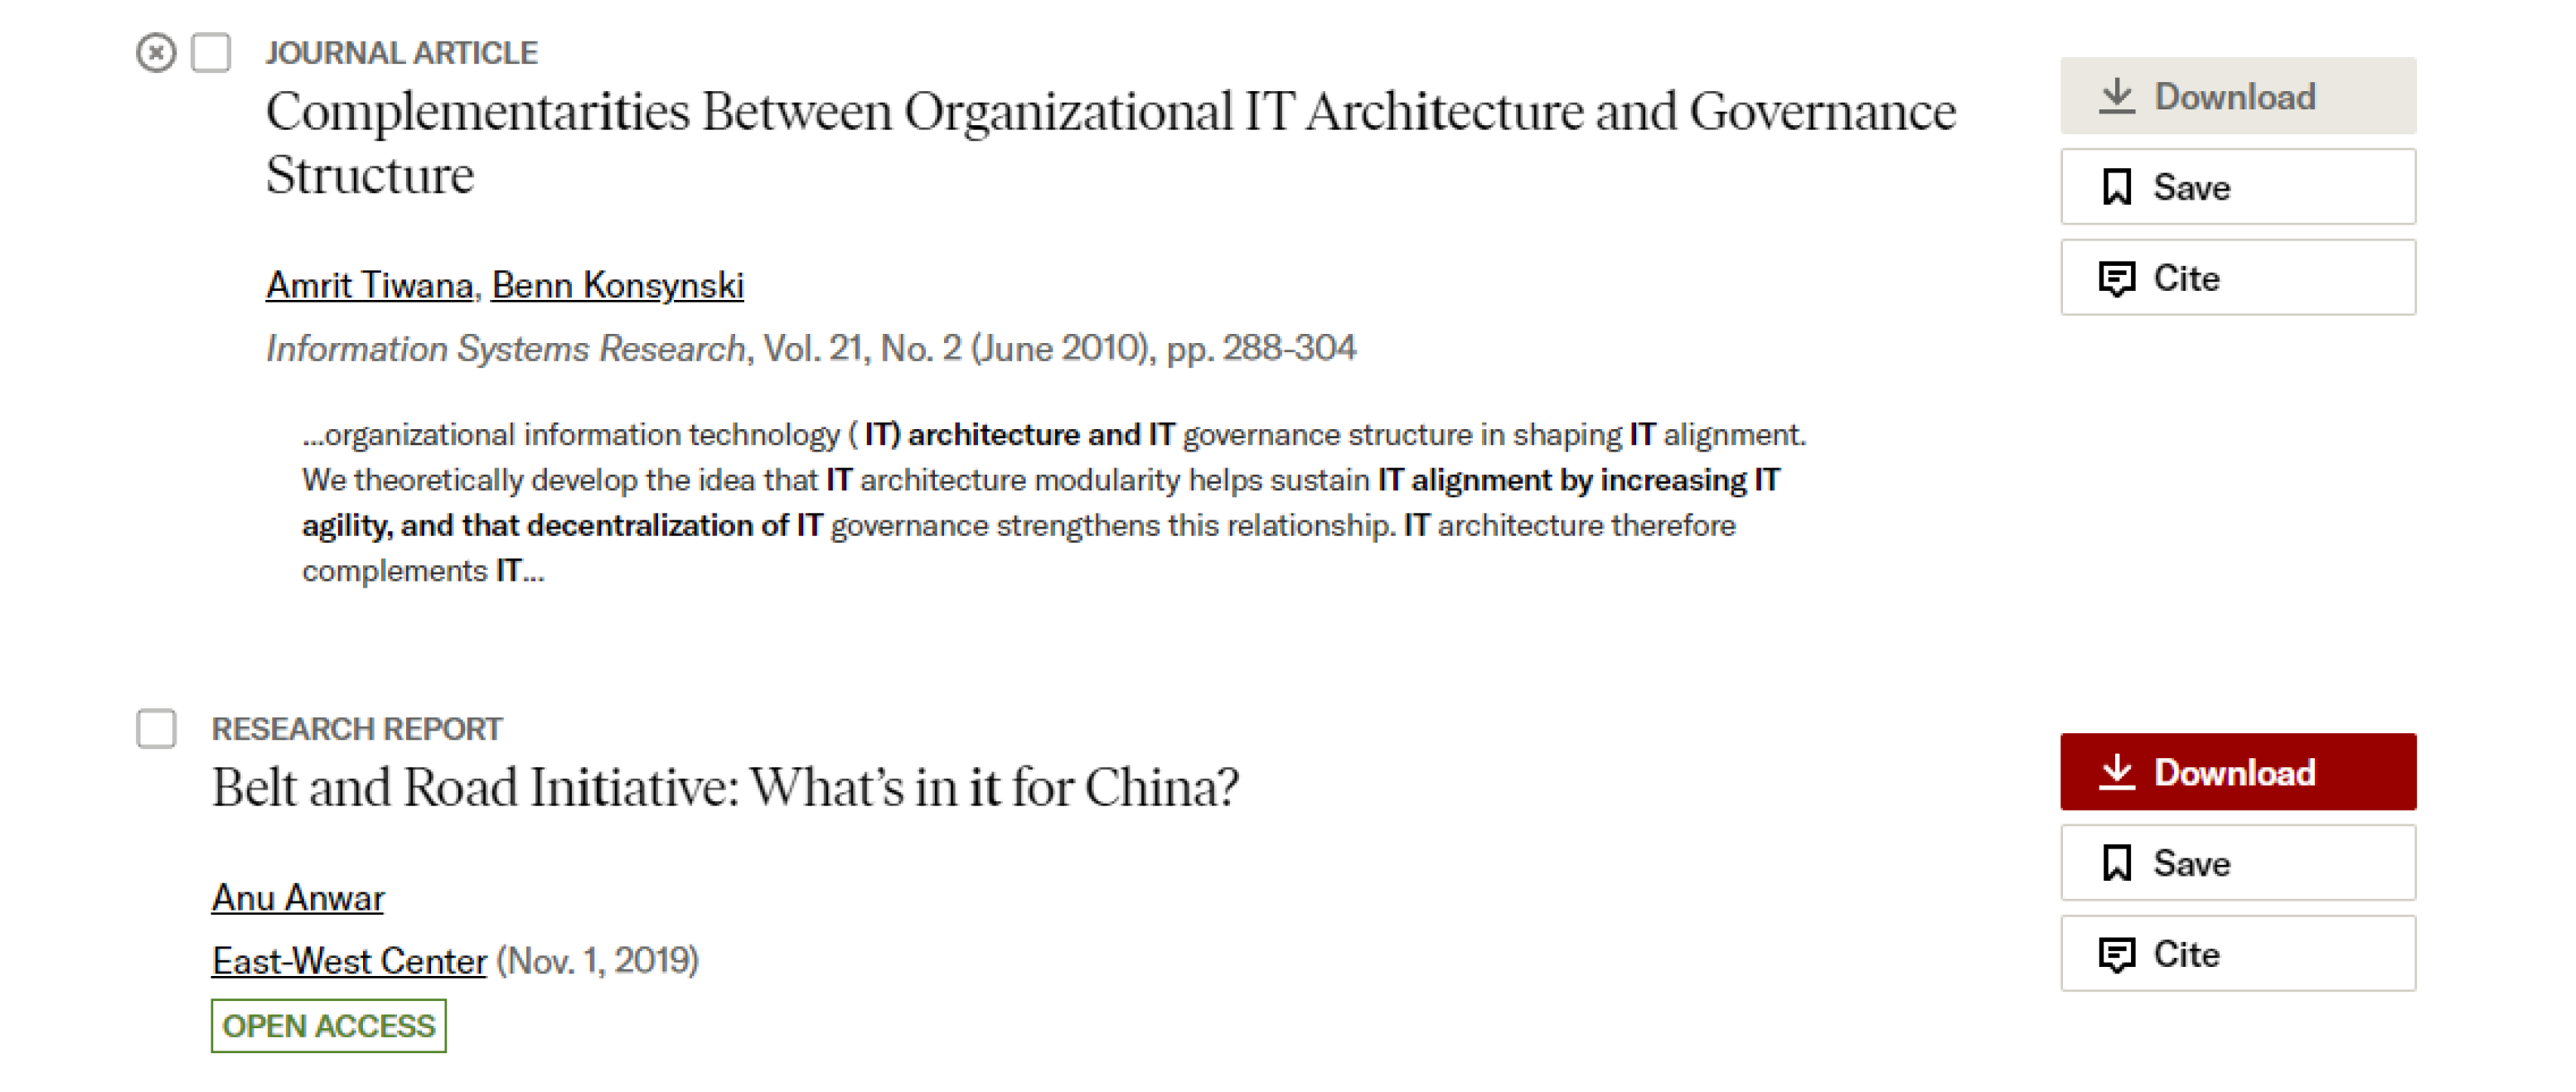 JOURNAL ARTICLE
Complementarities Between Organizational IT Architecture and Governance
Structure
Amrit Tiwana, Benn Konsynski
Information Systems Research, Vol. 21, No. 2 (June 2010), pp. 288-304
...organizational information technology ( IT) architecture and IT governance structure in shaping IT alignment.
We theoretically develop the idea that IT architecture modularity helps sustain IT alignment by increasing IT
agility, and that decentralization of IT governance strengthens this relationship. IT architecture therefore
complements IT...
Download
Save
Cite
RESEARCH REPORT
Belt and Road Initiative: What’s in it for China?
Anu Anwar
East-West Center (Nov. 1, 2019)
OPEN ACCESS
Download
Save
Cite